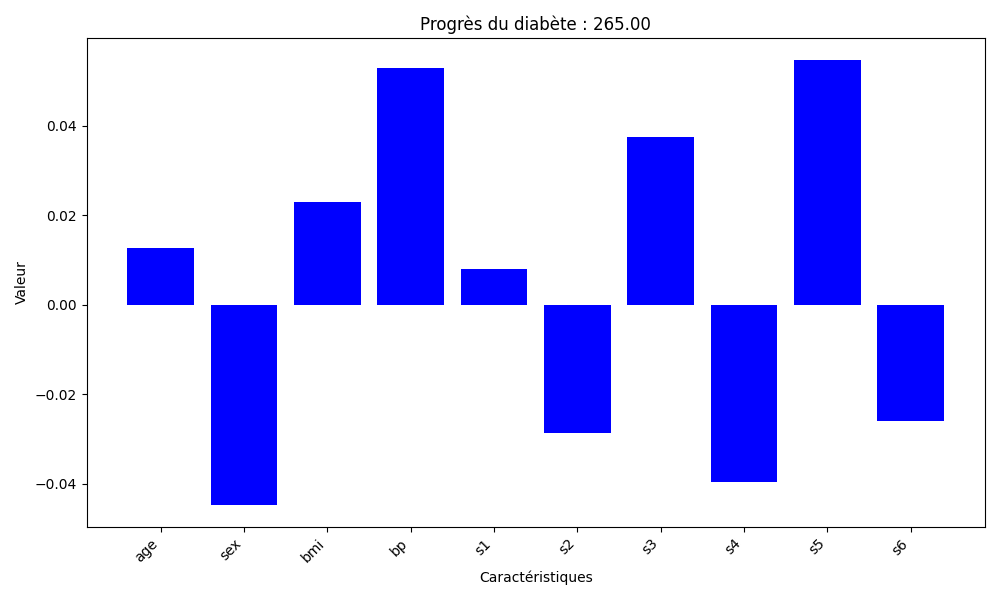 Progrès du diabète : 265.00
Valeur
0.04
0.02
0.00
−0.02
−0.04
age
sex
bmi
bp
s1
s2
s3
s4
s5
s6
Caractéristiques